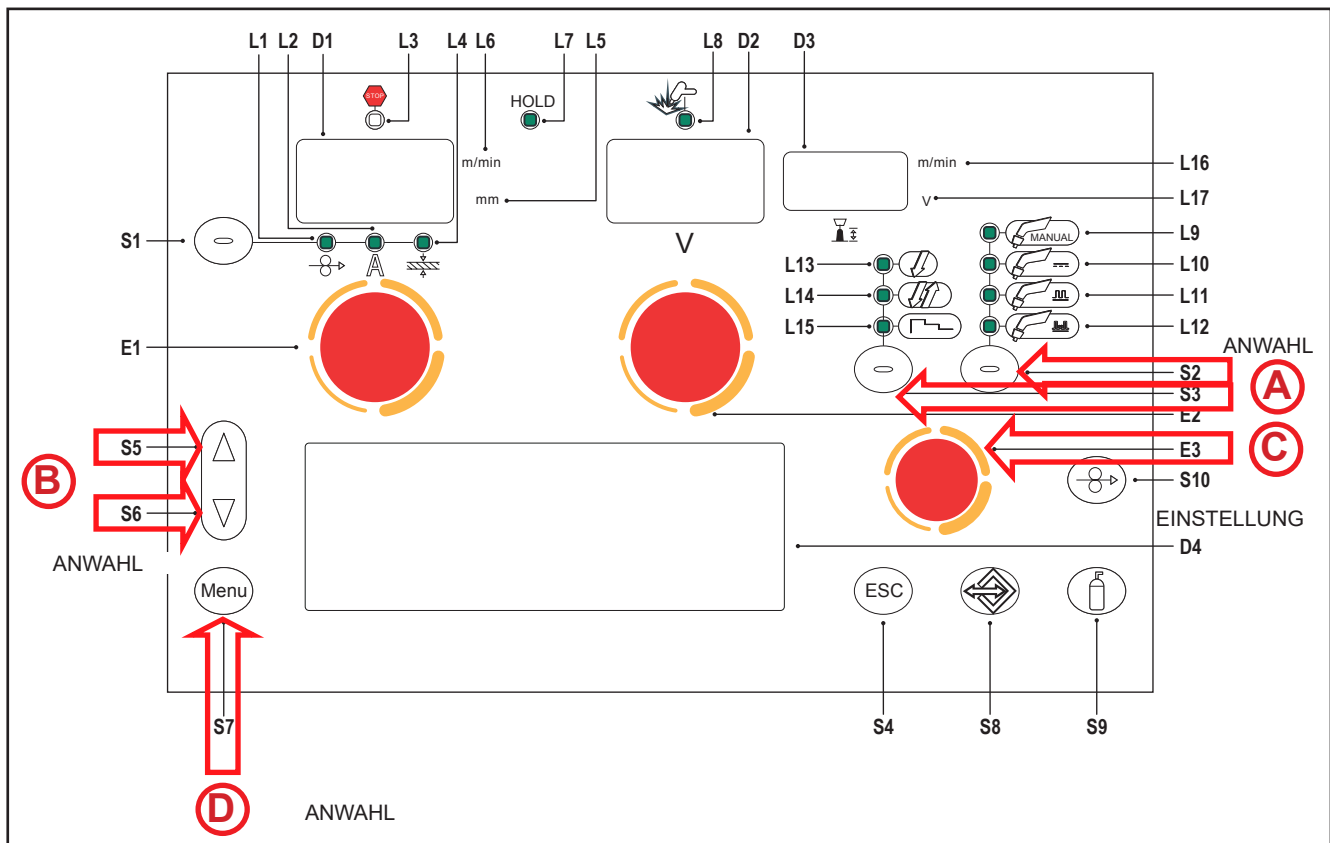 L1 L2 D1 L3 L4 L6 L7 L5 L8 D2 D3
STOP
HOLD
m/min
m/min
L16
mm
V
L17
S1
A
V
MANUAL
L9
L13
L10
L14
L11
L15
L12
E1
ANWAHL
S2
A
S3
E2
S5
E3
C
B
S10
S6
EINSTELLUNG
D4
ANWAHL
Menu
ESC
S7
S4
S8
S9
D
ANWAHL